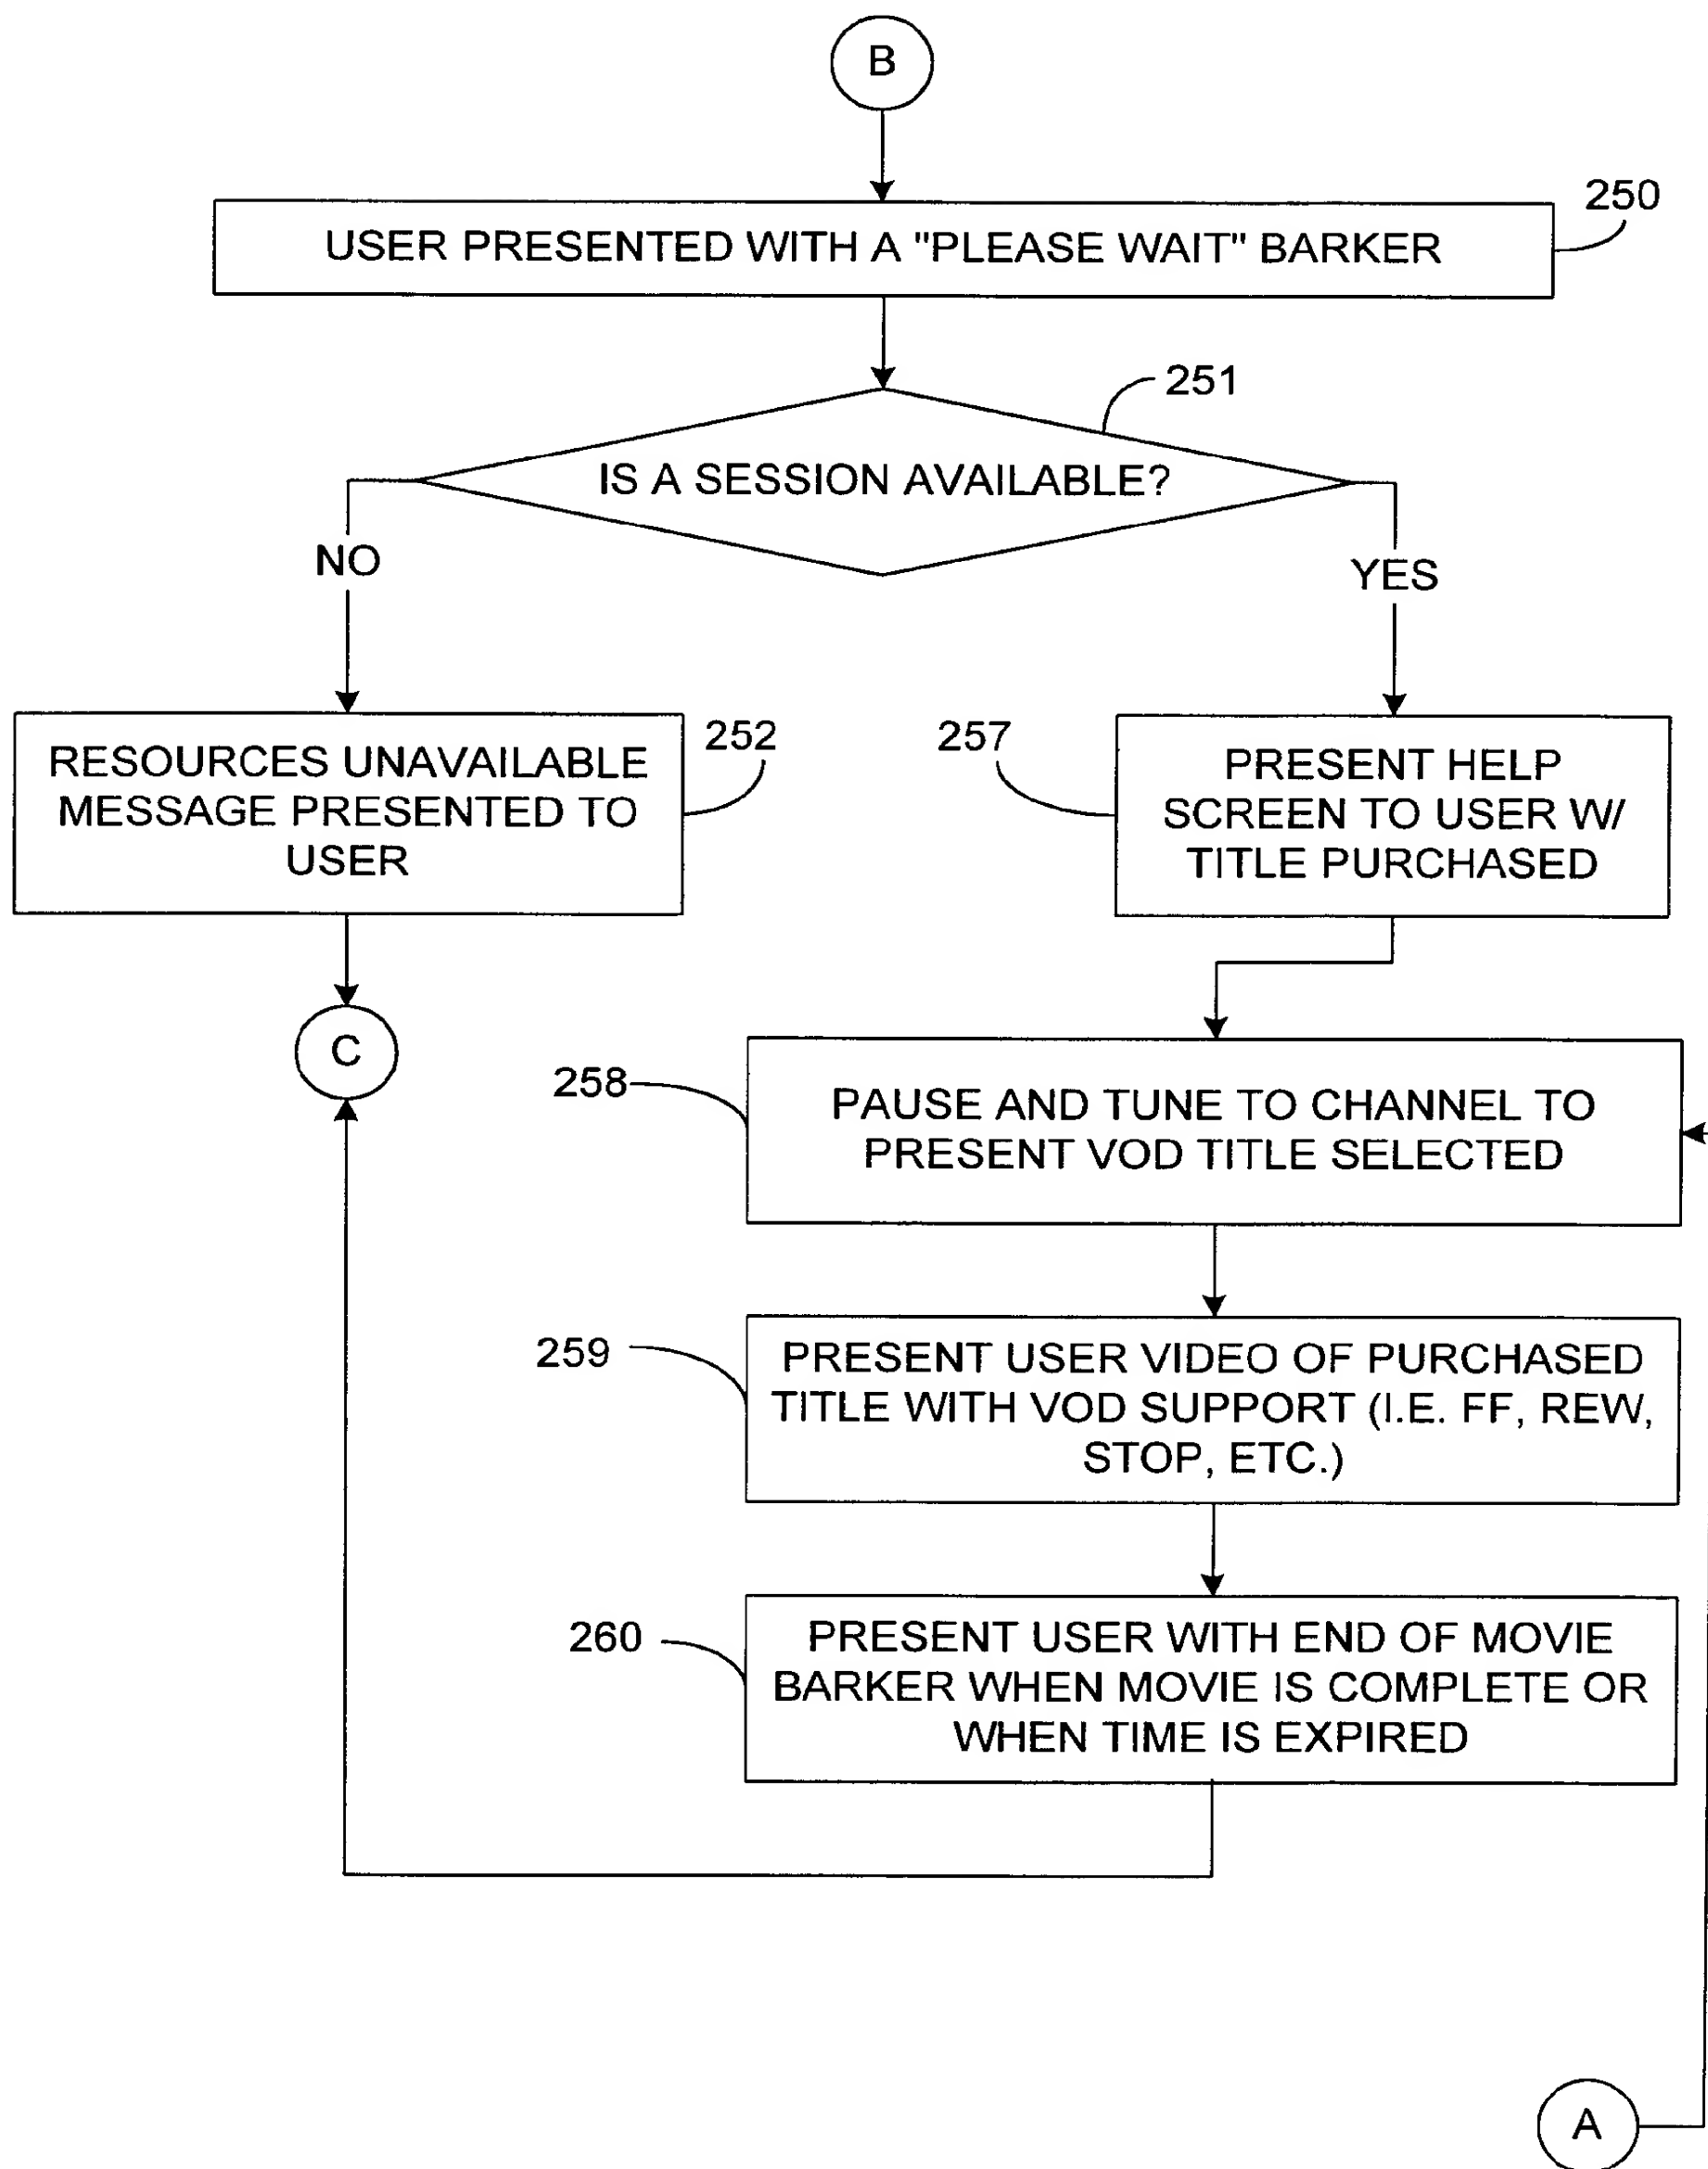 B
250
USER PRESENTED WITH A "PLEASE WAIT" BARKER
251
IS A SESSION AVAILABLE?
NO
YES
252
RESOURCES UNAVAILABLE
MESSAGE PRESENTED TO
USER
257
PRESENT HELP
SCREEN TO USER W/
TITLE PURCHASED
C
258
PAUSE AND TUNE TO CHANNEL TO
PRESENT VOD TITLE SELECTED
259
PRESENT USER VIDEO OF PURCHASED
TITLE WITH VOD SUPPORT (I.E. FF, REW,
STOP, ETC.)
260
PRESENT USER WITH END OF MOVIE
BARKER WHEN MOVIE IS COMPLETE OR
WHEN TIME IS EXPIRED
A